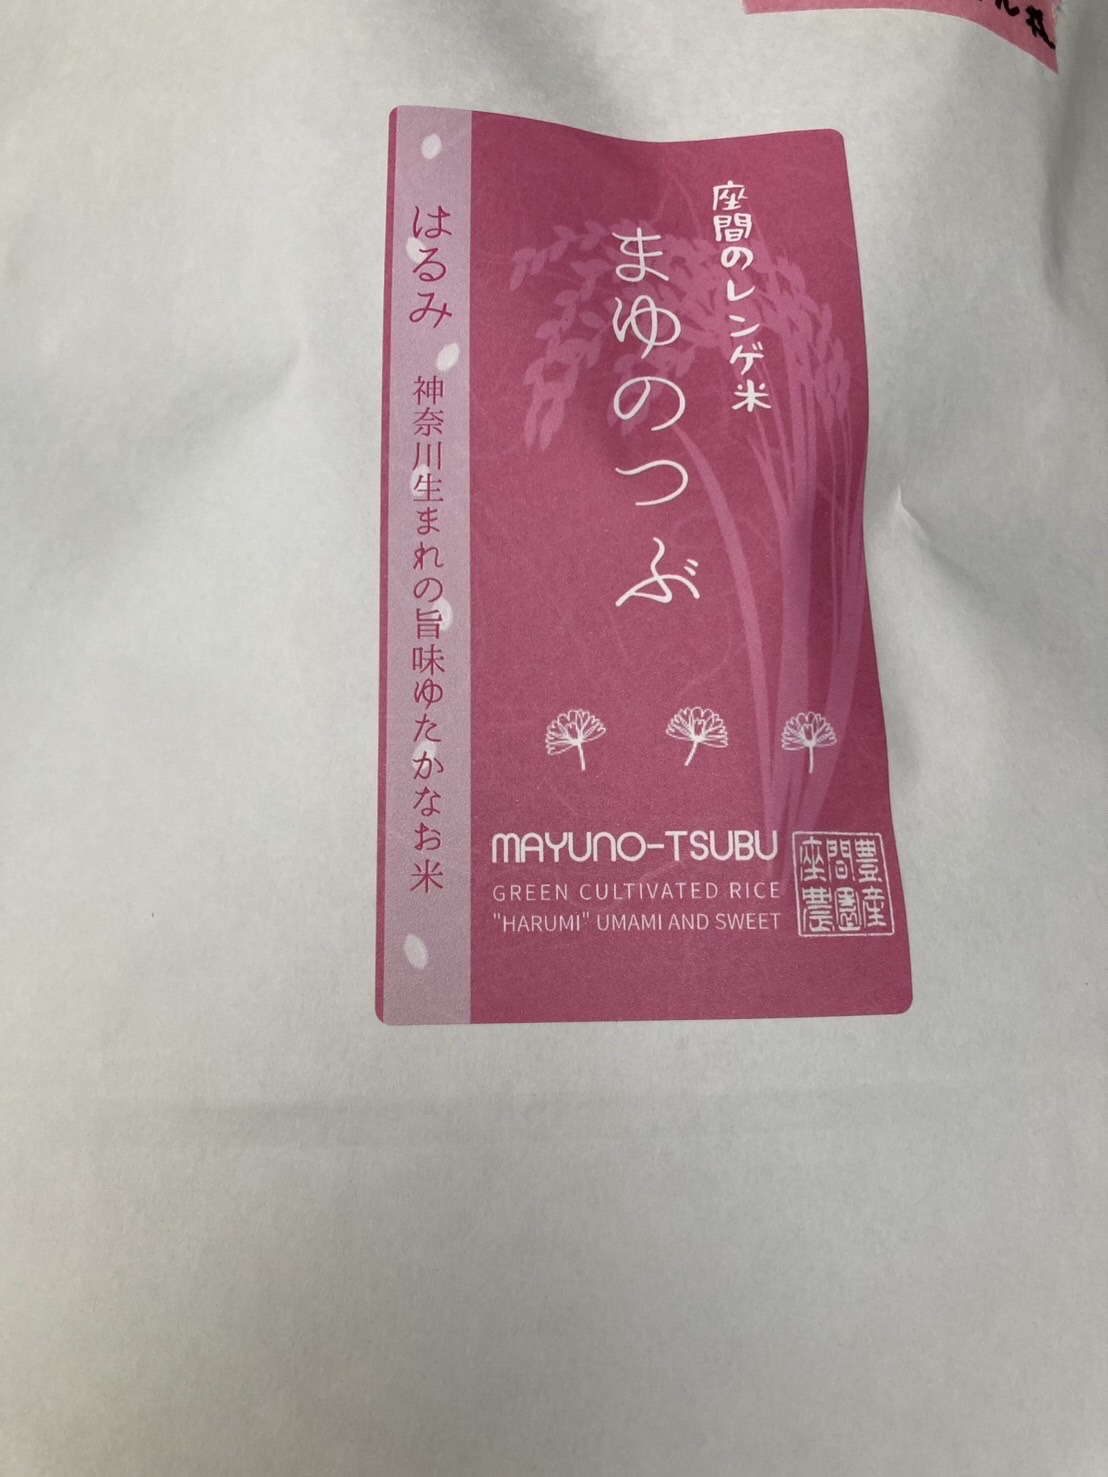 座間のレンゲ米
まゆのつぶ
はるみ 神奈川生まれの旨味ゆたかなお米
MAYUNO-TSUBU
GREEN CULTIVATED RICE
"HARUMI" UMAMI AND SWEET
豊産
間園
座農